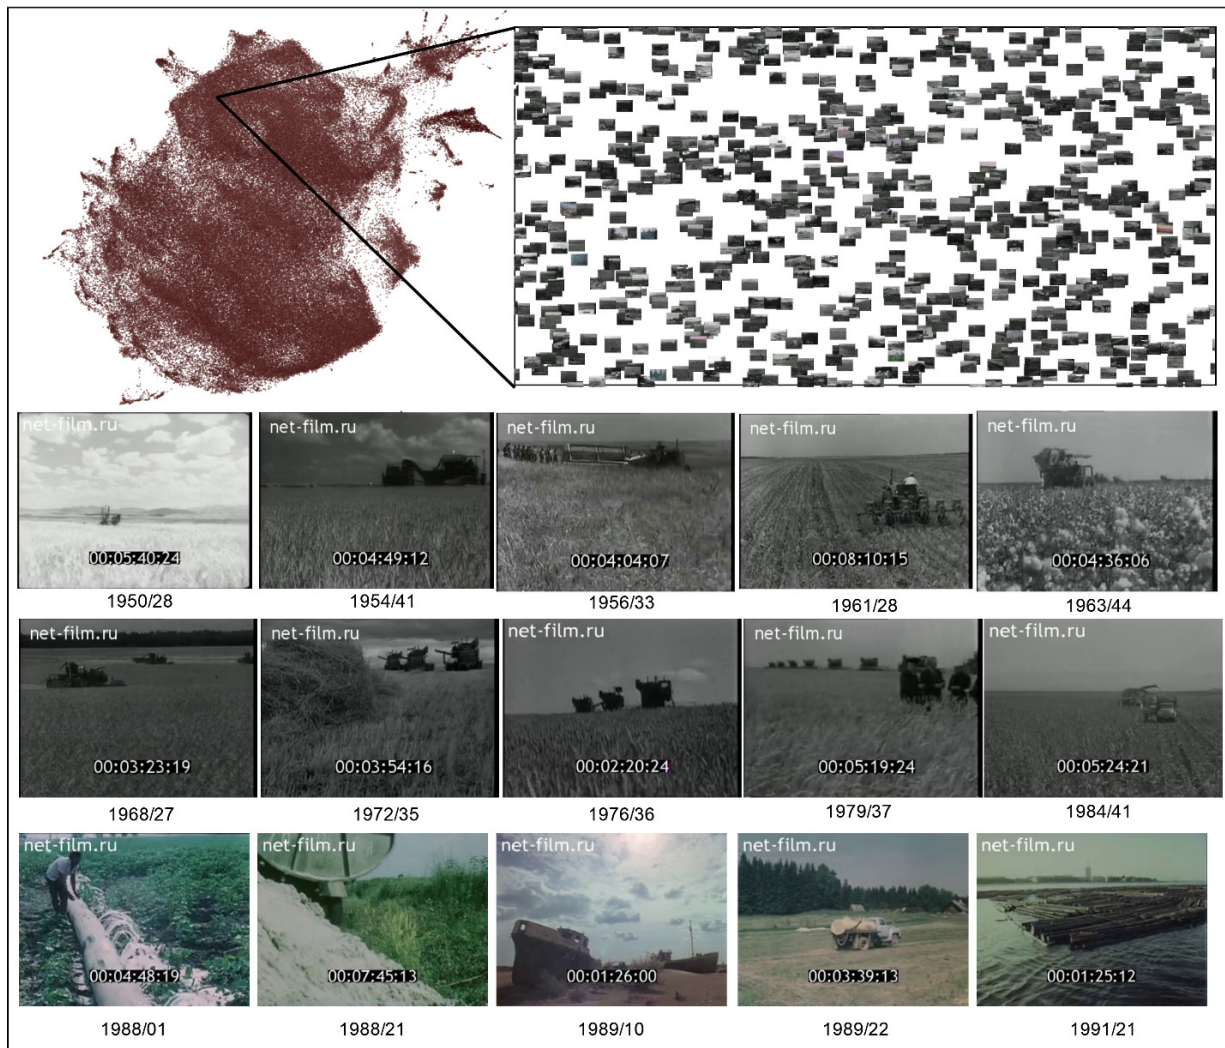 net-film.ru
00:05:40:24
1950/28
net-film.ru
00:04:49:12
1954/41
net-film.ru
00:04:04:07
1956/33
net-film.ru
00:08:10:15
1961/28
net-film.ru
00:04:36:06
1963/44
net-film.ru
00:03:23:19
1968/27
net-film.ru
00:03:54:16
1972/35
net-film.ru
00:02:20:24
1976/36
net-film.ru
00:05:19:24
1979/37
net-film.ru
00:05:24:21
1984/41
net-film.ru
00:04:48:19
1988/01
net-film.ru
00:07:45:13
1988/21
net-film.ru
00:01:26:00
1989/10
net-film.ru
00:03:39:13
1989/22
net-film.ru
00:01:25:12
1991/21